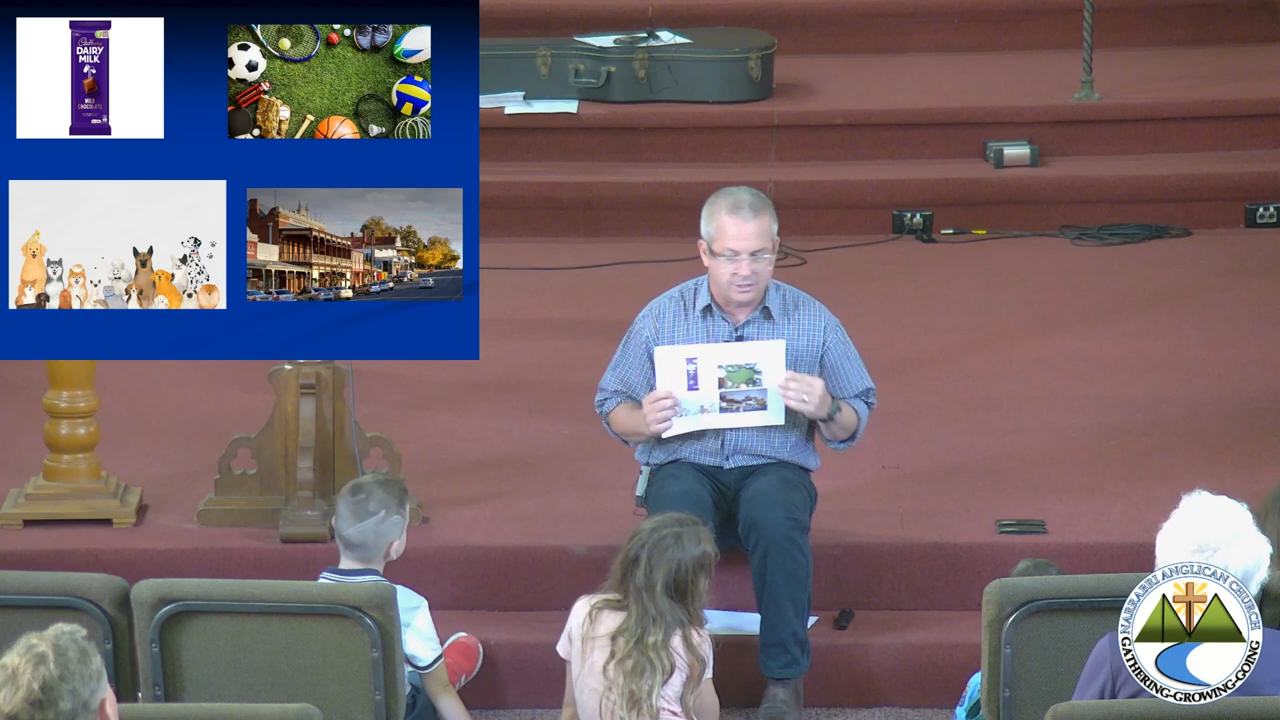 Cadbury
DAIRY
MILK
MILK
CHOCOLATE
NARRABRI ANGLICAN CHURCH
GATHERING-GROWING-GOING